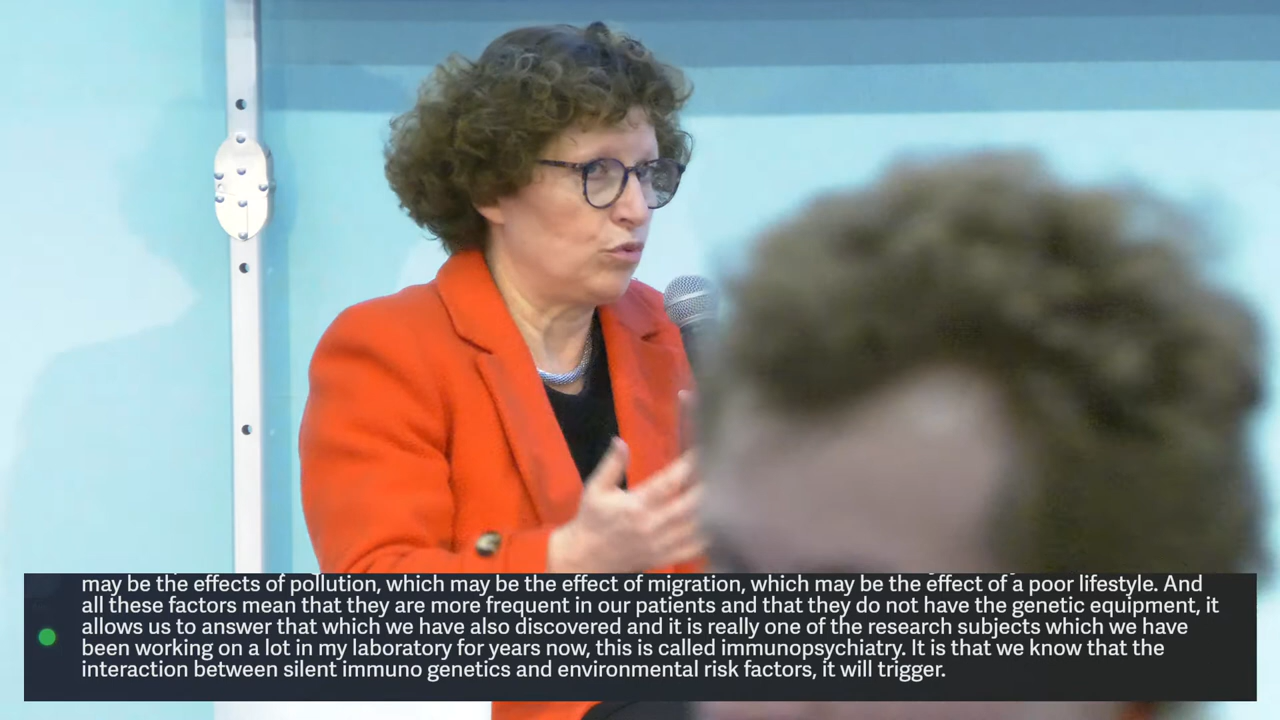 may be the effects of pollution, which may be the effect of migration, which may be the effect of a poor lifestyle. And
all these factors mean that they are more frequent in our patients and that they do not have the genetic equipment, it
allows us to answer that which we have also discovered and it is really one of the research subjects which we have
been working on a lot in my laboratory for years now, this is called immunopsychiatry. It is that we know that the
interaction between silent immuno genetics and environmental risk factors, it will trigger.